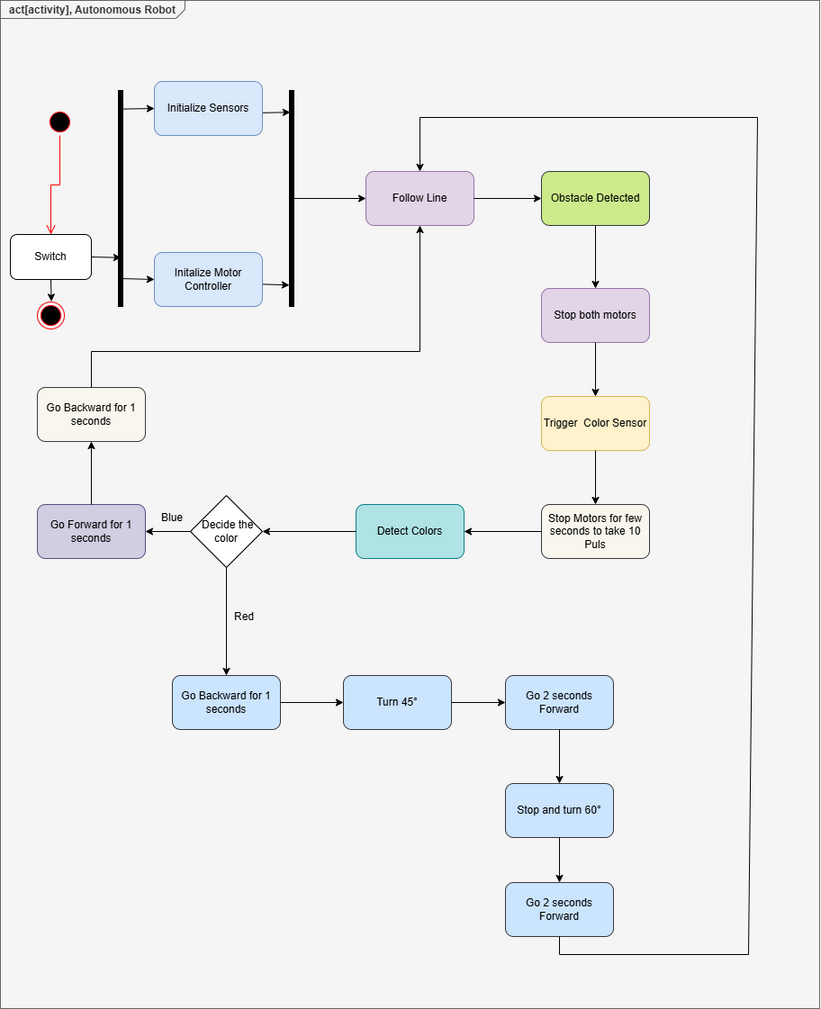 act[activity], Autonomous Robot
Initialize Sensors
Follow Line
Obstacle Detected
Switch
Initalize Motor
Controller
Stop both motors
Go Backward for 1
seconds
Trigger  Color Sensor
Go Forward for 1
seconds
Blue
Decide the
color
Detect Colors
Stop Motors for few
seconds to take 10
Puls
Red
Go Backward for 1
seconds
Turn 45°
Go 2 seconds
Forward
Stop and turn 60°
Go 2 seconds
Forward